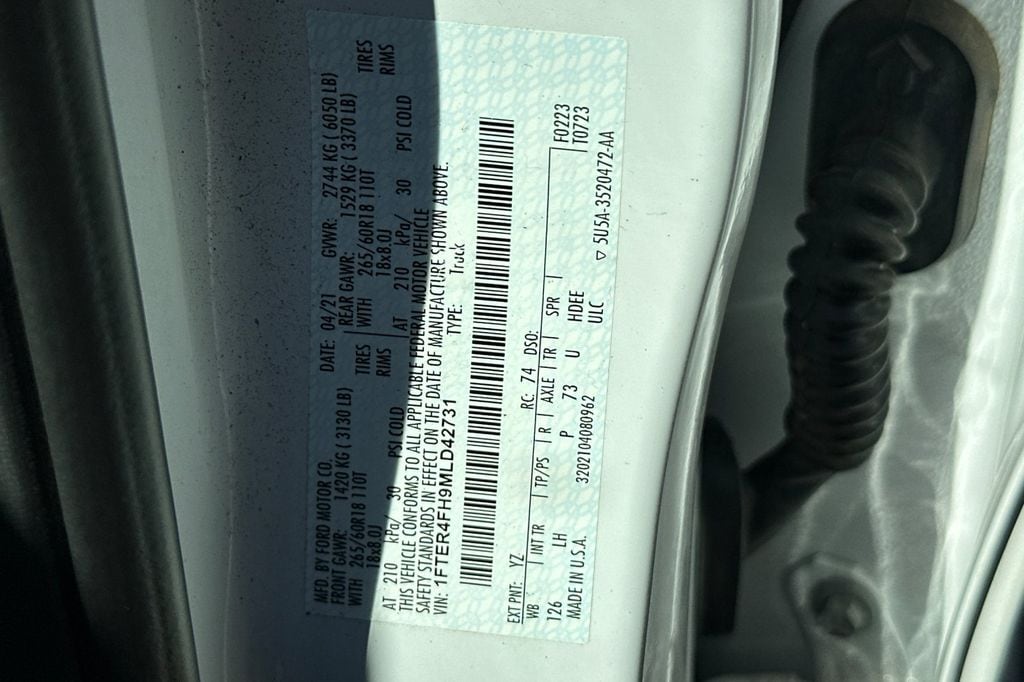 MFD. BY FORD MOTOR CO. DATE: 04/21 GVWR: 2744 KG ( 6050 LB)
FRONT GAWR: 1420 KG ( 3130 LB) REAR GAWR: 1529 KG ( 3370 LB)
WITH 265/60R18 110T TIRES WITH 265/60R18 110T TIRES
18x8.0J RIMS 18x8.0J RIMS
AT 210 kPa/ 30 PSI COLD AT 210 kPa/ 30 PSI COLD
THIS VEHICLE CONFORMS TO ALL APPLICABLE FEDERAL MOTOR VEHICLE
SAFETY STANDARDS IN EFFECT ON THE DATE OF MANUFACTURE SHOWN ABOVE.
VIN: 1FTER4FH9MLD42731 TYPE: Truck
EXT PNT: YZ RC: 74 DSO:
WB INT TR TP/PS R AXLE TR SPR F0223
126 LH P 73 U HDEE T0723
MADE IN U.S.A. 3202104080962 ULC ▽ 5U5A-3520472-AA